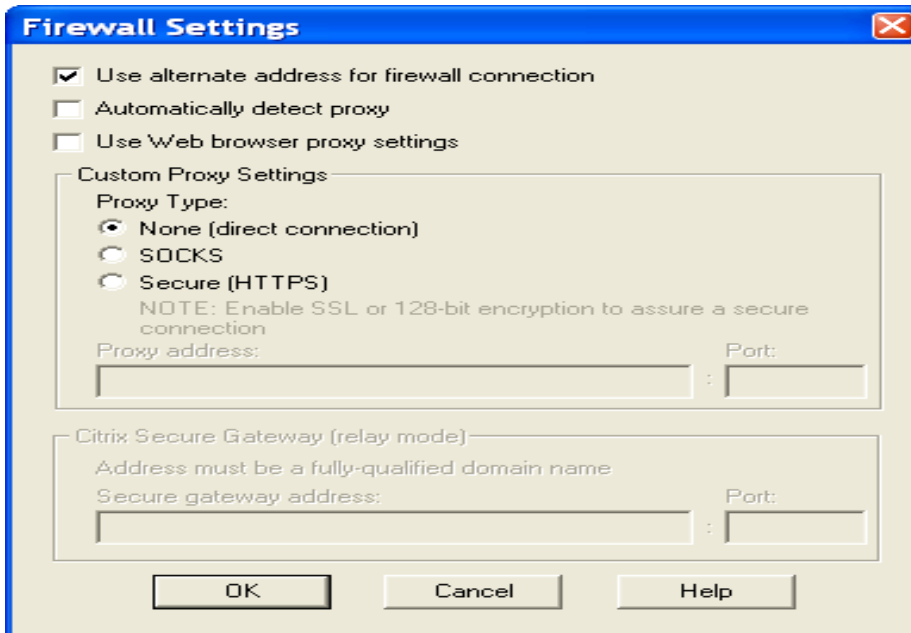 Firewall Settings
Use alternate address for firewall connection
Automatically detect proxy
Use Web browser proxy settings
Custom Proxy Settings
Proxy Type:
None (direct connection)
SOCKS
Secure (HTTPS)
NOTE: Enable SSL or 128-bit encryption to assure a secure
connection
Proxy address: Port:
:
Citrix Secure Gateway (relay mode)
Address must be a fully-qualified domain name
Secure gateway address: Port:
:
OK Cancel Help